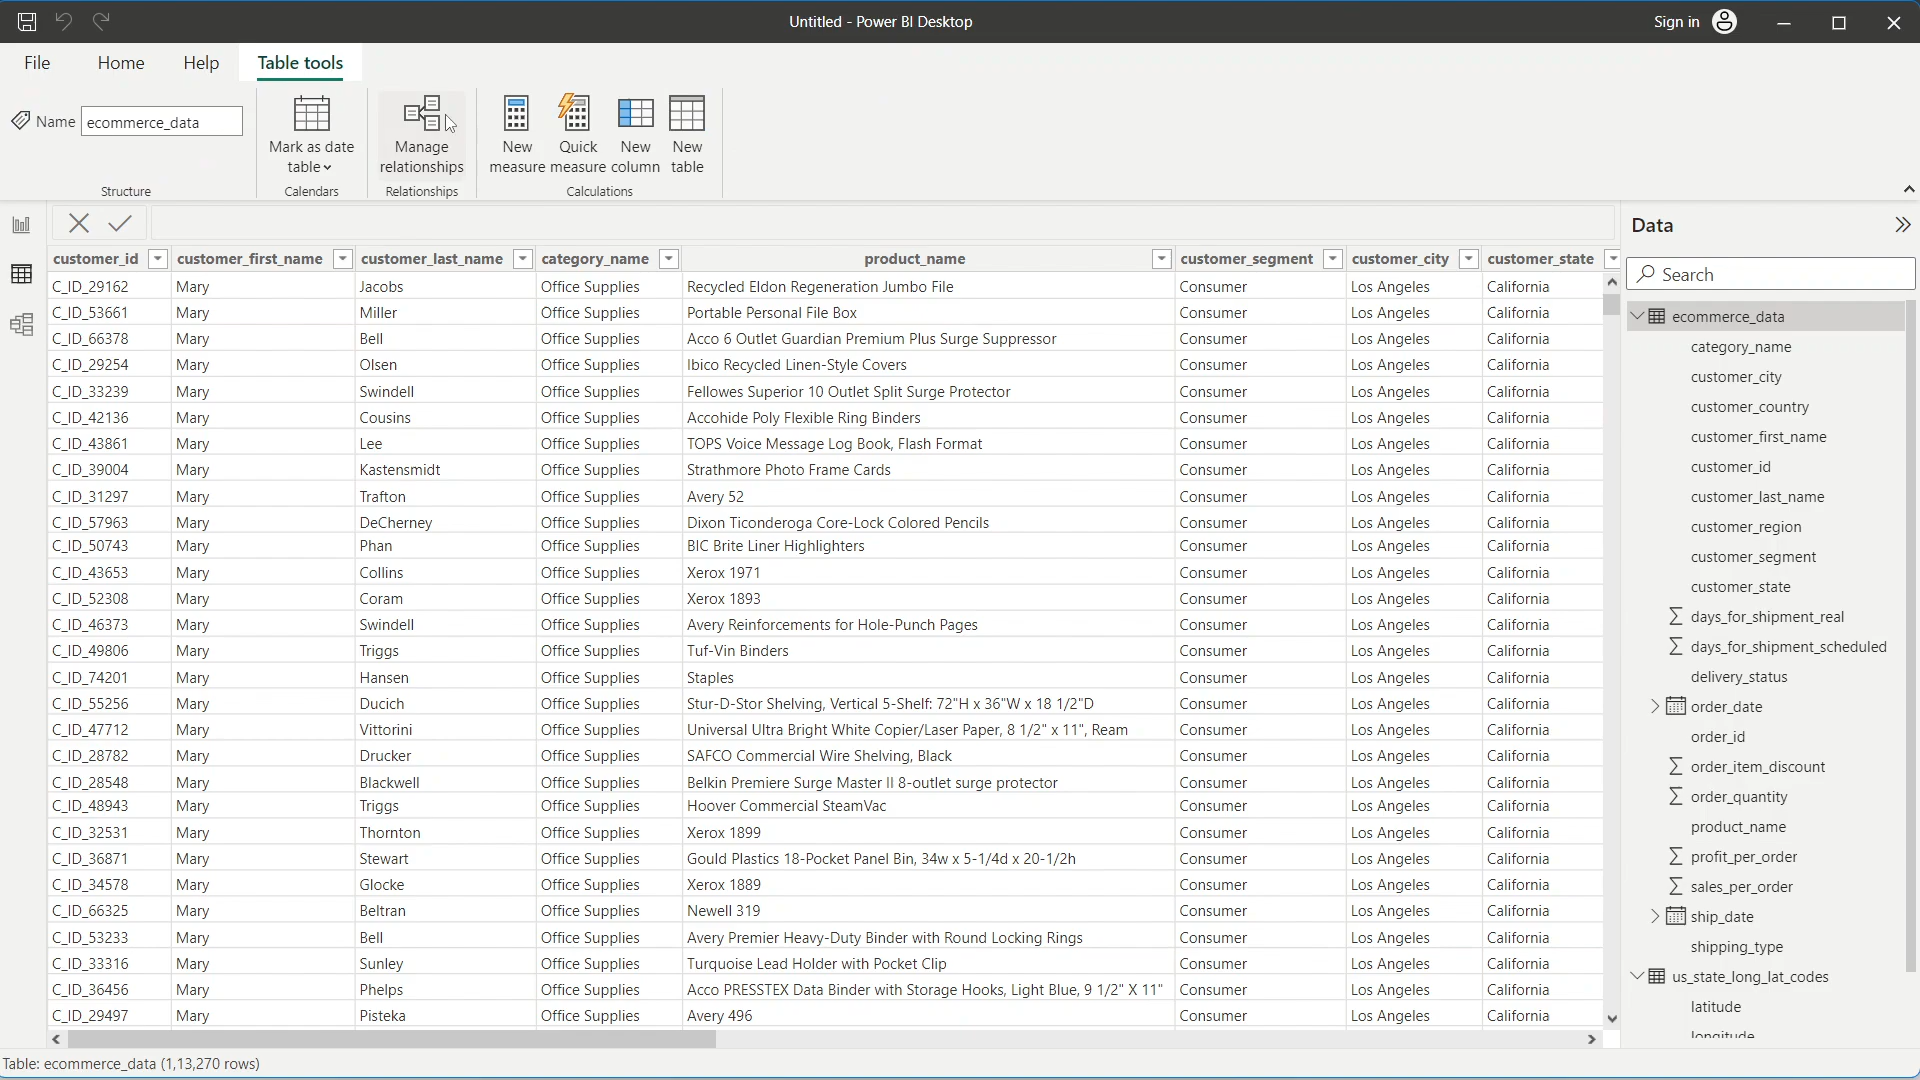 Untitled - Power BI Desktop
Sign in
File Home Help Table tools
Name ecommerce_data
Mark as date table
Manage relationships
New measure
Quick measure
New column
New table
Structure Calendars Relationships Calculations
customer_id customer_first_name customer_last_name category_name product_name customer_segment customer_city customer_state
C_ID_29162 Mary Jacobs Office Supplies Recycled Eldon Regeneration Jumbo File Consumer Los Angeles California
C_ID_53661 Mary Miller Office Supplies Portable Personal File Box Consumer Los Angeles California
C_ID_66378 Mary Bell Office Supplies Acco 6 Outlet Guardian Premium Plus Surge Suppressor Consumer Los Angeles California
C_ID_29254 Mary Olsen Office Supplies Ibico Recycled Linen-Style Covers Consumer Los Angeles California
C_ID_33239 Mary Swindell Office Supplies Fellowes Superior 10 Outlet Split Surge Protector Consumer Los Angeles California
C_ID_42136 Mary Cousins Office Supplies Accohide Poly Flexible Ring Binders Consumer Los Angeles California
C_ID_43861 Mary Lee Office Supplies TOPS Voice Message Log Book, Flash Format Consumer Los Angeles California
C_ID_39004 Mary Kastensmidt Office Supplies Strathmore Photo Frame Cards Consumer Los Angeles California
C_ID_31297 Mary Trafton Office Supplies Avery 52 Consumer Los Angeles California
C_ID_57963 Mary DeCherney Office Supplies Dixon Ticonderoga Core-Lock Colored Pencils Consumer Los Angeles California
C_ID_50743 Mary Phan Office Supplies BIC Brite Liner Highlighters Consumer Los Angeles California
C_ID_43653 Mary Collins Office Supplies Xerox 1971 Consumer Los Angeles California
C_ID_52308 Mary Coram Office Supplies Xerox 1893 Consumer Los Angeles California
C_ID_46373 Mary Swindell Office Supplies Avery Reinforcements for Hole-Punch Pages Consumer Los Angeles California
C_ID_49806 Mary Triggs Office Supplies Tuf-Vin Binders Consumer Los Angeles California
C_ID_74201 Mary Hansen Office Supplies Staples Consumer Los Angeles California
C_ID_55256 Mary Ducich Office Supplies Stur-D-Stor Shelving, Vertical 5-Shelf: 72"H x 36"W x 18 1/2"D Consumer Los Angeles California
C_ID_47712 Mary Vittorini Office Supplies Universal Ultra Bright White Copier/Laser Paper, 8 1/2" x 11", Ream Consumer Los Angeles California
C_ID_28782 Mary Drucker Office Supplies SAFCO Commercial Wire Shelving, Black Consumer Los Angeles California
C_ID_28548 Mary Blackwell Office Supplies Belkin Premiere Surge Master II 8-outlet surge protector Consumer Los Angeles California
C_ID_48943 Mary Triggs Office Supplies Hoover Commercial SteamVac Consumer Los Angeles California
C_ID_32531 Mary Thornton Office Supplies Xerox 1899 Consumer Los Angeles California
C_ID_36871 Mary Stewart Office Supplies Gould Plastics 18-Pocket Panel Bin, 34w x 5-1/4d x 20-1/2h Consumer Los Angeles California
C_ID_34578 Mary Glocke Office Supplies Xerox 1889 Consumer Los Angeles California
C_ID_66325 Mary Beltran Office Supplies Newell 319 Consumer Los Angeles California
C_ID_53233 Mary Bell Office Supplies Avery Premier Heavy-Duty Binder with Round Locking Rings Consumer Los Angeles California
C_ID_33316 Mary Sunley Office Supplies Turquoise Lead Holder with Pocket Clip Consumer Los Angeles California
C_ID_36456 Mary Phelps Office Supplies Acco PRESSTEX Data Binder with Storage Hooks, Light Blue, 9 1/2" X 11" Consumer Los Angeles California
C_ID_29497 Mary Pisteka Office Supplies Avery 496 Consumer Los Angeles California
Data
Search
ecommerce_data
category_name
customer_city
customer_country
customer_first_name
customer_id
customer_last_name
customer_region
customer_segment
customer_state
days_for_shipment_real
days_for_shipment_scheduled
delivery_status
order_date
order_id
order_item_discount
order_quantity
product_name
profit_per_order
sales_per_order
ship_date
shipping_type
us_state_long_lat_codes
latitude
longitude
Table: ecommerce_data (1,13,270 rows)